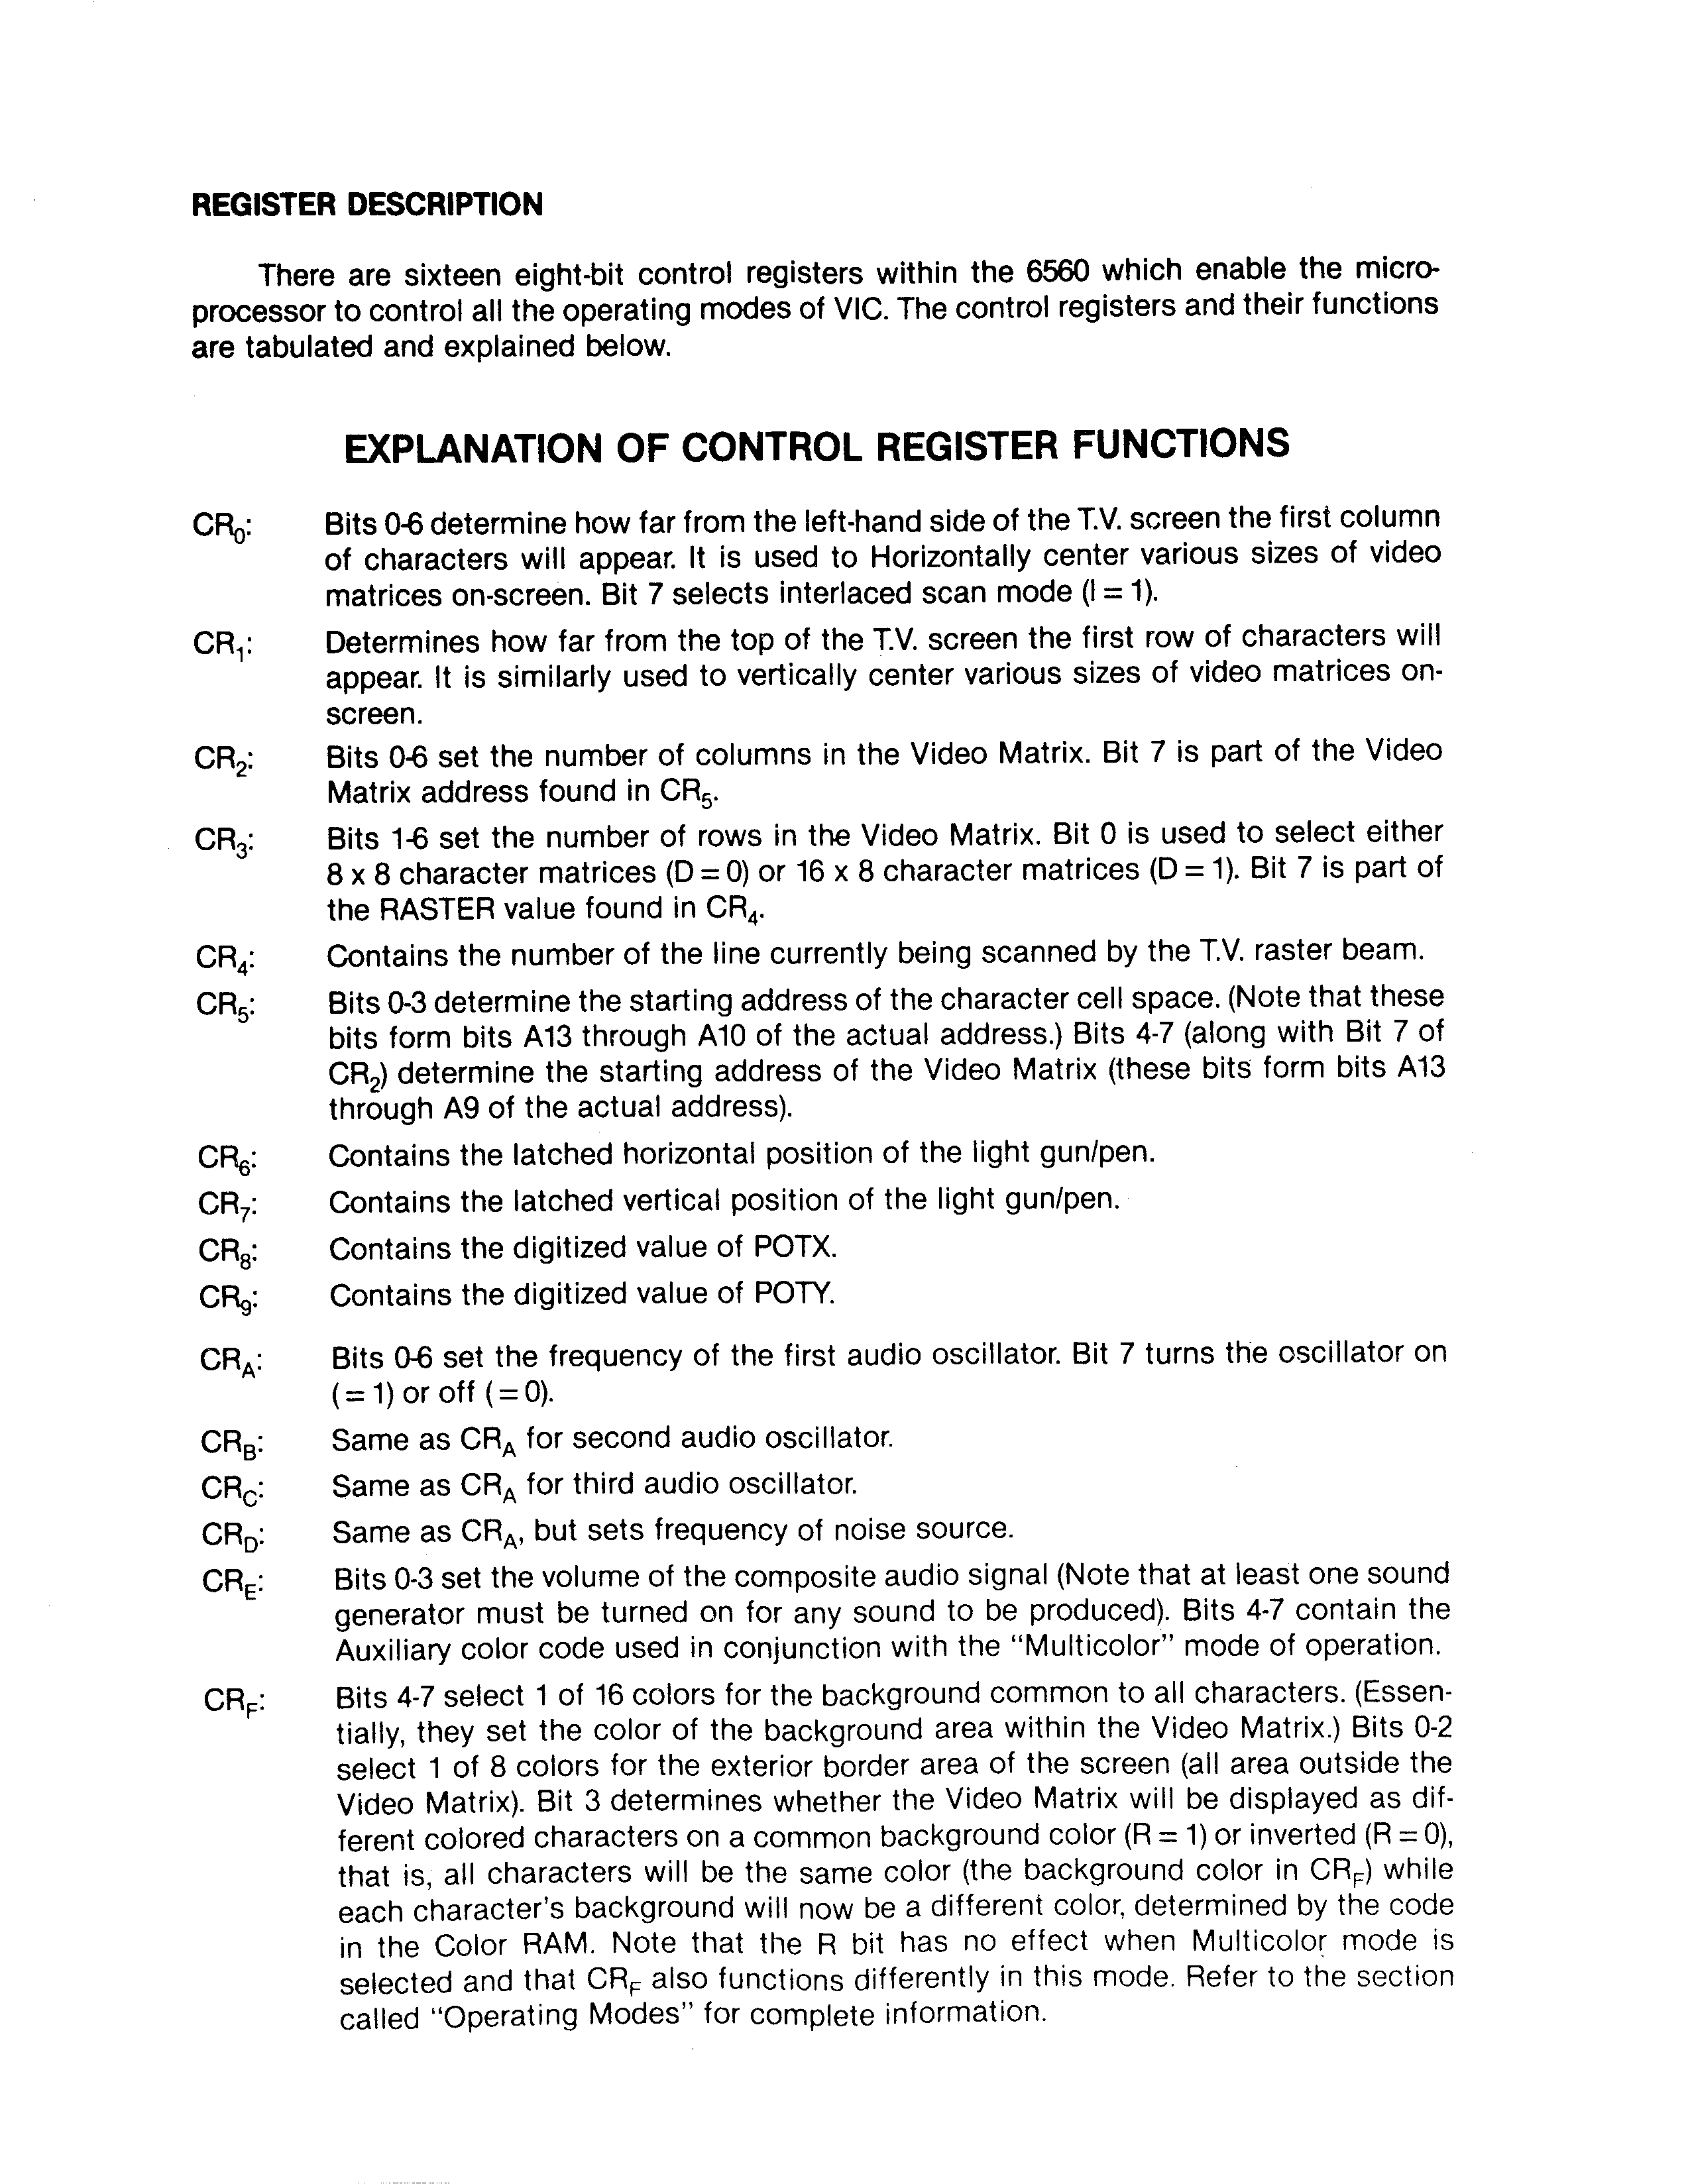 REGISTER DESCRIPTION
There are sixteen eight-bit control registers within the 6560 which enable the micro-
processor to control all the operating modes of VIC. The control registers and their functions
are tabulated and explained below.
EXPLANATION OF CONTROL REGISTER FUNCTIONS
CR₀: Bits 0-6 determine how far from the left-hand side of the T.V. screen the first column
of characters will appear. It is used to Horizontally center various sizes of video
matrices on-screen. Bit 7 selects interlaced scan mode (I = 1).
CR₁: Determines how far from the top of the T.V. screen the first row of characters will
appear. It is similarly used to vertically center various sizes of video matrices on-
screen.
CR₂: Bits 0-6 set the number of columns in the Video Matrix. Bit 7 is part of the Video
Matrix address found in CR₅.
CR₃: Bits 1-6 set the number of rows in the Video Matrix. Bit 0 is used to select either
8 x 8 character matrices (D = 0) or 16 x 8 character matrices (D = 1). Bit 7 is part of
the RASTER value found in CR₄.
CR₄: Contains the number of the line currently being scanned by the T.V. raster beam.
CR₅: Bits 0-3 determine the starting address of the character cell space. (Note that these
bits form bits A13 through A10 of the actual address.) Bits 4-7 (along with Bit 7 of
CR₂) determine the starting address of the Video Matrix (these bits form bits A13
through A9 of the actual address).
CR₆: Contains the latched horizontal position of the light gun/pen.
CR₇: Contains the latched vertical position of the light gun/pen.
CR₈: Contains the digitized value of POTX.
CR₉: Contains the digitized value of POTY.
CR_A: Bits 0-6 set the frequency of the first audio oscillator. Bit 7 turns the oscillator on
(= 1) or off (= 0).
CR_B: Same as CR_A for second audio oscillator.
CR_C: Same as CR_A for third audio oscillator.
CR_D: Same as CR_A, but sets frequency of noise source.
CR_E: Bits 0-3 set the volume of the composite audio signal (Note that at least one sound
generator must be turned on for any sound to be produced). Bits 4-7 contain the
Auxiliary color code used in conjunction with the “Multicolor” mode of operation.
CR_F: Bits 4-7 select 1 of 16 colors for the background common to all characters. (Essen-
tially, they set the color of the background area within the Video Matrix.) Bits 0-2
select 1 of 8 colors for the exterior border area of the screen (all area outside the
Video Matrix). Bit 3 determines whether the Video Matrix will be displayed as dif-
ferent colored characters on a common background color (R = 1) or inverted (R = 0),
that is, all characters will be the same color (the background color in CR_F) while
each character's background will now be a different color, determined by the code
in the Color RAM. Note that the R bit has no effect when Multicolor mode is
selected and that CR_F also functions differently in this mode. Refer to the section
called “Operating Modes” for complete information.